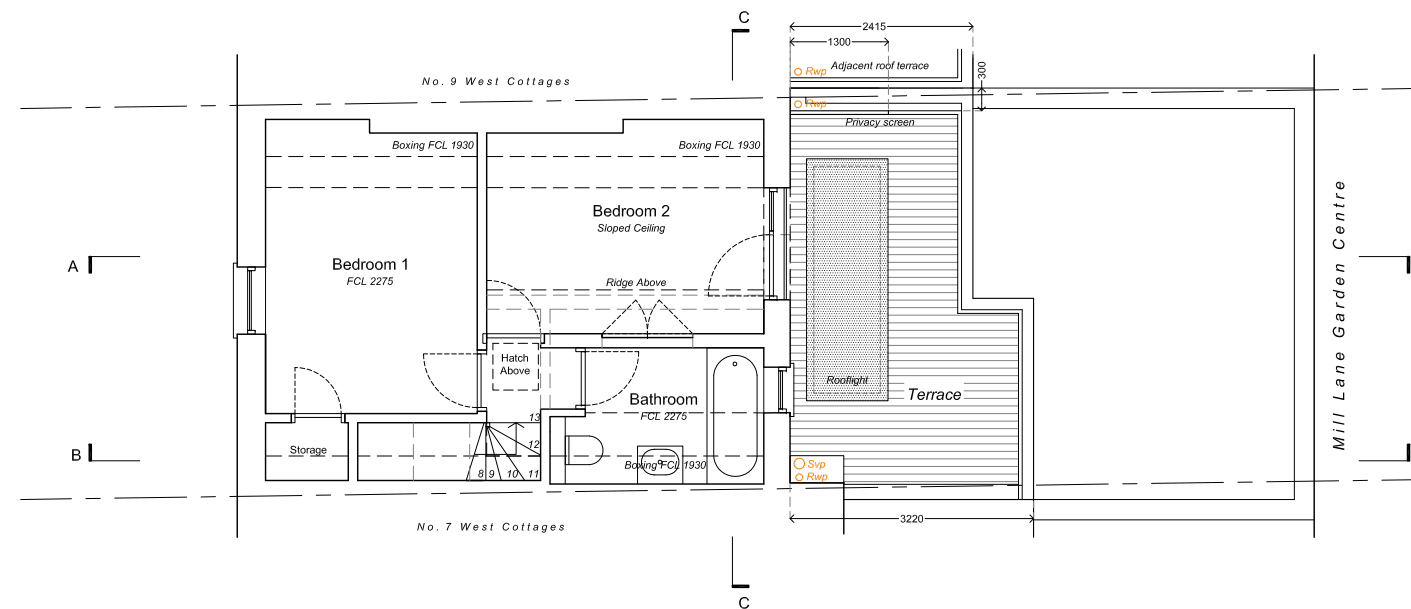 C
2415
1300
Rwp
Adjacent roof terrace
300
No. 9 West Cottages
Rwp
Privacy screen
Boxing FCL 1930
Boxing FCL 1930
Bedroom 2
Sloped Ceiling
Bedroom 1
FCL 2275
A
A
Ridge Above
Mill Lane Garden Centre
Hatch
Above
Rooflight
Terrace
Bathroom
FCL 2275
13
12
Storage
B
B
8
9
10
11
Boxing FCL 1930
Svp
Rwp
No. 7 West Cottages
3220
C